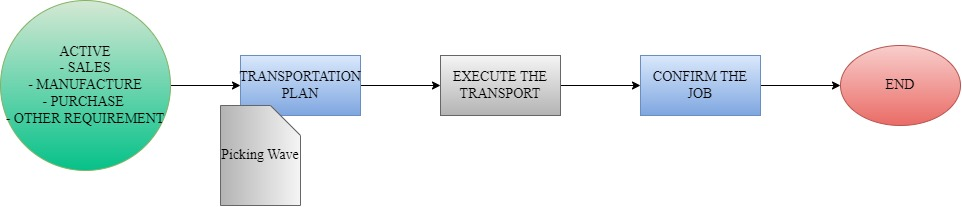 ACTIVE
- SALES
- MANUFACTURE
- PURCHASE
- OTHER REQUIREMENT
TRANSPORTATION
PLAN
Picking Wave
EXECUTE THE
TRANSPORT
CONFIRM THE
JOB
END